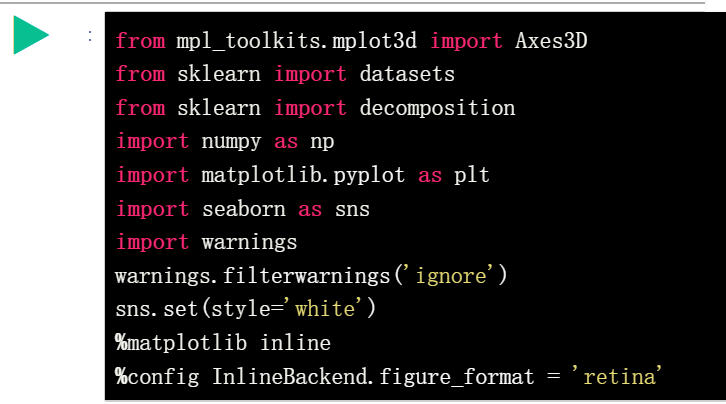 :
from mpl_toolkits.mplot3d import Axes3D
from sklearn import datasets
from sklearn import decomposition
import numpy as np
import matplotlib.pyplot as plt
import seaborn as sns
import warnings
warnings.filterwarnings('ignore')
sns.set(style='white')
%matplotlib inline
%config InlineBackend.figure_format = 'retina'